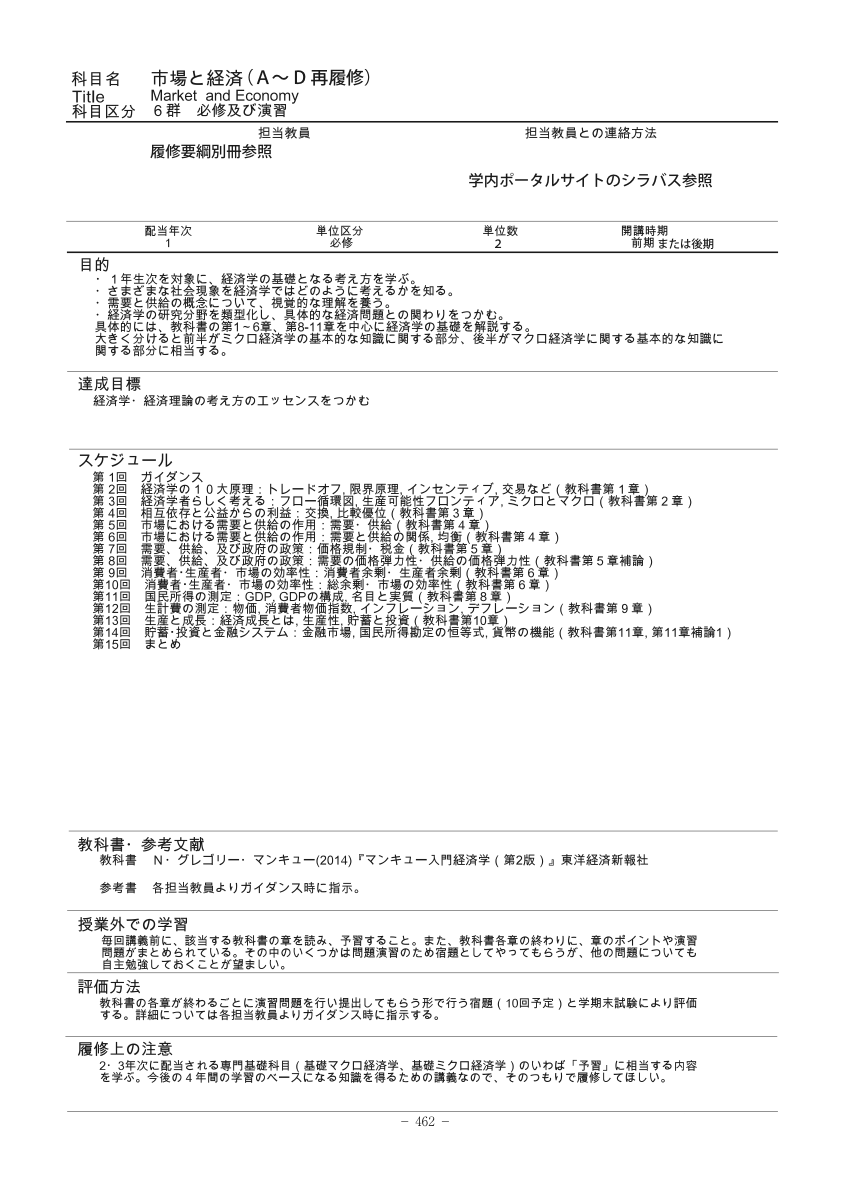 科目名 市場と経済(A～D再履修)
Title Market and Economy
科目区分 6群 必修及び演習
担当教員 担当教員との連絡方法
履修要綱別冊参照
学内ポータルサイトのシラバス参照
配当年次 単位区分 単位数 開講時期
1 必修 2 前期 または後期
目的
・1年生次を対象に、経済学の基礎となる考え方を学ぶ。
・さまざまな社会現象を経済学ではどのように考えるかを知る。
・需要と供給の概念について、視覚的な理解を養う。
・経済学の研究分野を類型化し、具体的な経済問題との関わりをつかむ。
具体的には、教科書の第1～6章、第8-11章を中心に経済学の基礎を解説する。
大きく分けると前半がミクロ経済学の基本的な知識に関する部分、後半がマクロ経済学に関する基本的な知識に
関する部分に相当する。
達成目標
経済学・経済理論の考え方のエッセンスをつかむ
スケジュール
第 1回 ガイダンス
第 2回 経済学の10大原理：トレードオフ, 限界原理, インセンティブ, 交易など(教科書第1章)
第 3回 経済学者らしく考える：フロー循環図, 生産可能性フロンティア, ミクロとマクロ(教科書第2章)
第 4回 相互依存と公益からの利益：交換, 比較優位(教科書第3章)
第 5回 市場における需要と供給の作用：需要・供給(教科書第4章)
第 6回 市場における需要と供給の作用：需要と供給の関係, 均衡(教科書第4章)
第 7回 需要、供給、及び政府の政策：価格規制・税金(教科書第5章)
第 8回 需要、供給、及び政府の政策：需要の価格弾力性・供給の価格弾力性(教科書第5章補論)
第 9回 消費者・生産者・市場の効率性：消費者余剰・生産者余剰(教科書第6章)
第10回 消費者・生産者・市場の効率性：総余剰・市場の効率性(教科書第6章)
第11回 国民所得の測定：GDP, GDPの構成, 名目と実質(教科書第8章)
第12回 生計費の測定：物価, 消費者物価指数, インフレーション, デフレーション(教科書第9章)
第13回 生産と成長：経済成長とは, 生産性, 貯蓄と投資(教科書第10章)
第14回 貯蓄・投資と金融システム：金融市場, 国民所得勘定の恒等式, 貨幣の機能(教科書第11章, 第11章補論1)
第15回 まとめ
教科書・参考文献
教科書 N・グレゴリー・マンキュー(2014)『マンキュー入門経済学(第2版)』東洋経済新報社
参考書 各担当教員よりガイダンス時に指示。
授業外での学習
毎回講義前に、該当する教科書の章を読み、予習すること。また、教科書各章の終わりに、章のポイントや演習
問題がまとめられている。その中のいくつかは問題演習のため宿題としてやってもらうが、他の問題についても
自主勉強しておくことが望ましい。
評価方法
教科書の各章が終わるごとに演習問題を行い提出してもらう形で行う宿題(10回予定)と学期末試験により評価
する。詳細については各担当教員よりガイダンス時に指示する。
履修上の注意
2・3年次に配当される専門基礎科目(基礎マクロ経済学、基礎ミクロ経済学)のいわば「予習」に相当する内容
を学ぶ。今後の4年間の学習のベースになる知識を得るための講義なので、そのつもりで履修してほしい。
－ 462 －